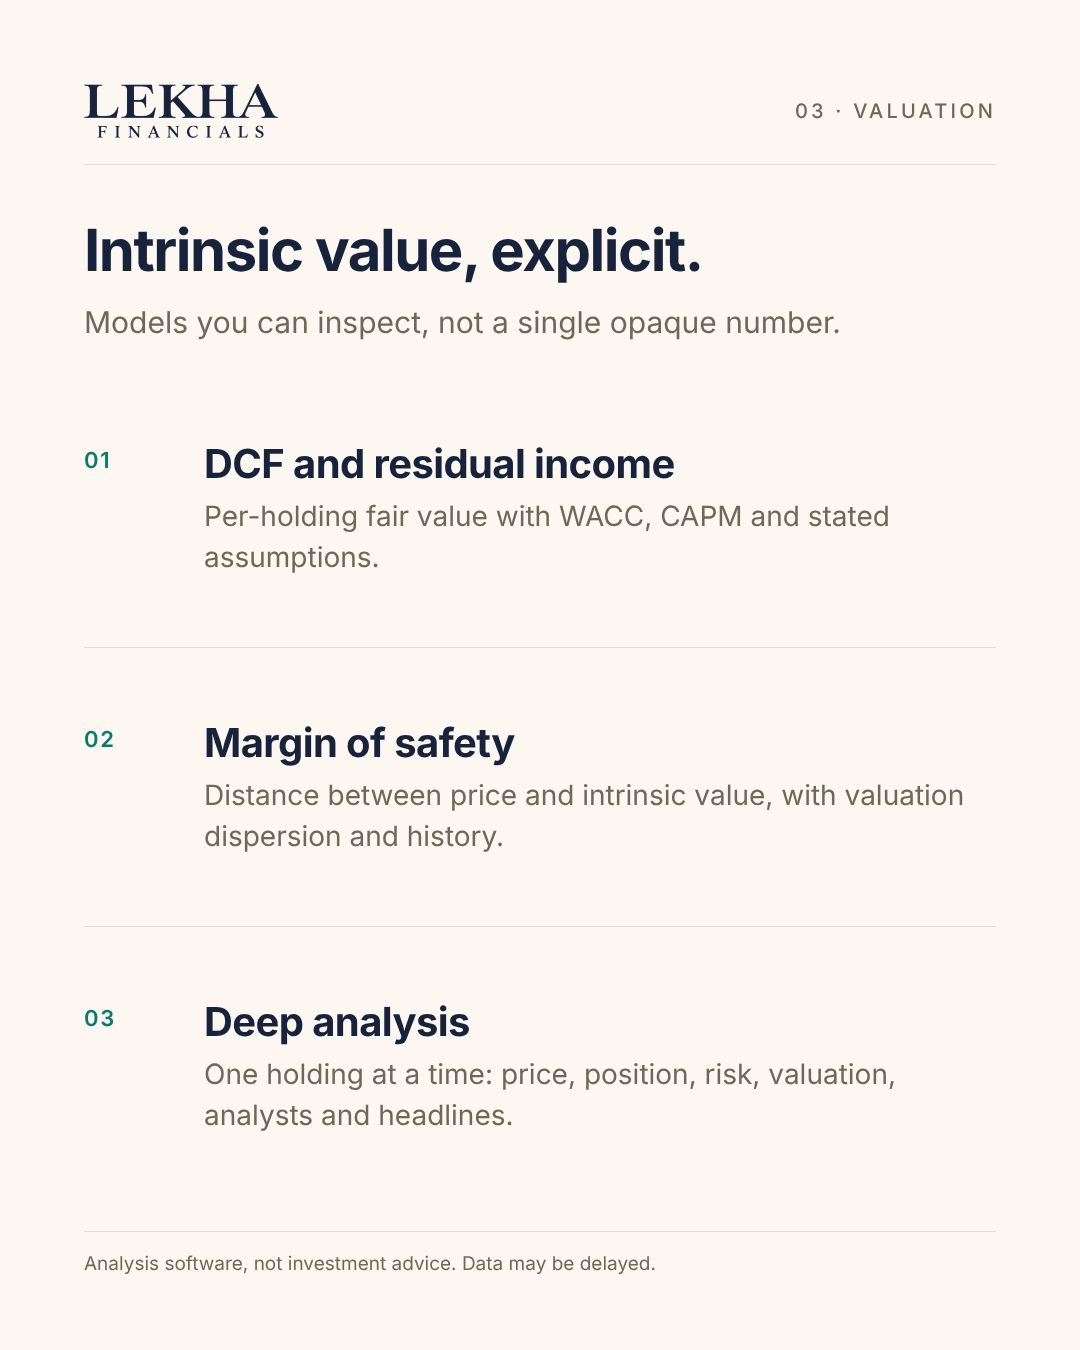 LEKHA
FINANCIALS
03 · VALUATION
Intrinsic value, explicit.
Models you can inspect, not a single opaque number.
01
DCF and residual income
Per-holding fair value with WACC, CAPM and stated
assumptions.
02
Margin of safety
Distance between price and intrinsic value, with valuation
dispersion and history.
03
Deep analysis
One holding at a time: price, position, risk, valuation,
analysts and headlines.
Analysis software, not investment advice. Data may be delayed.